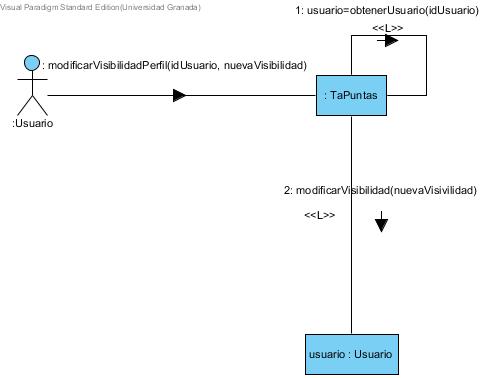 Visual Paradigm Standard Edition(Universidad Granada)
1: usuario=obtenerUsuario(idUsuario)
<<L>>
: modificarVisibilidadPerfil(idUsuario, nuevaVisibilidad)
: TaPuntas
:Usuario
2: modificarVisibilidad(nuevaVisivilidad)
<<L>>
usuario : Usuario